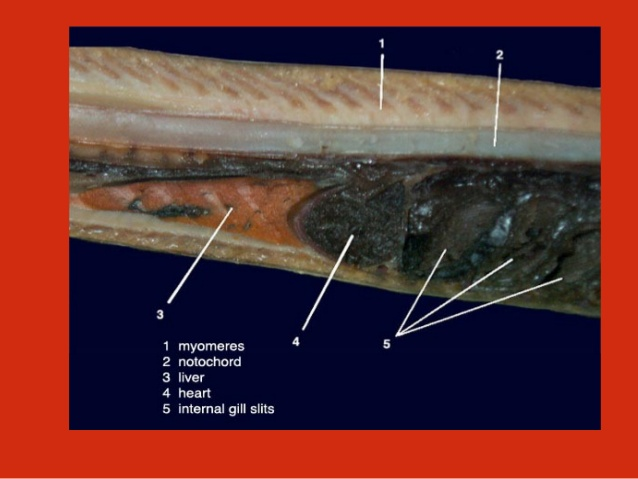 1
2
3
4
5
1 myomeres
2 notochord
3 liver
4 heart
5 internal gill slits